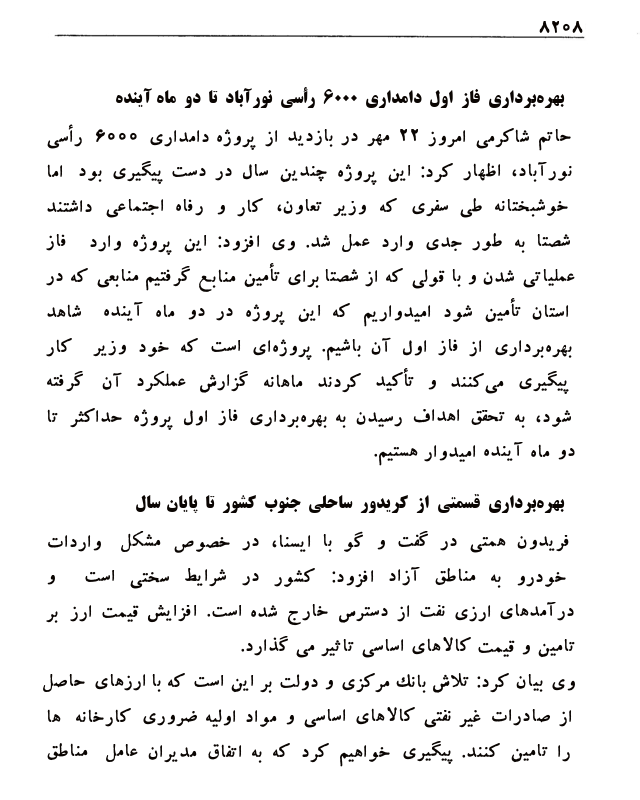 ۸۲۰۸
بهره‌برداری فاز اول دامداری ۶۰۰۰ رأسی نورآباد تا دو ماه آینده
حاتم شاکرمی امروز ۲۲ مهر در بازدید از پروژه دامداری ۶۰۰۰ رأسی
نورآباد، اظهار کرد: این پروژه چندین سال در دست پیگیری بود اما
خوشبختانه طی سفری که وزیر تعاون، کار و رفاه اجتماعی داشتند
شصتا به طور جدی وارد عمل شد. وی افزود: این پروژه وارد فاز
عملیاتی شدن و با قولی که از شصتا برای تأمین منابع گرفتیم منابعی که در
استان تأمین شود امیدواریم که این پروژه در دو ماه آینده شاهد
بهره‌برداری از فاز اول آن باشیم. پروژه‌ای است که خود وزیر کار
پیگیری می‌کنند و تأکید کردند ماهانه گزارش عملکرد آن گرفته
شود، به تحقق اهداف رسیدن به بهره‌برداری فاز اول پروژه حداکثر تا
دو ماه آینده امیدوار هستیم.
بهره‌برداری قسمتی از کریدور ساحلی جنوب کشور تا پایان سال
فریدون همتی در گفت و گو با ایسنا، در خصوص مشکل واردات
خودرو به مناطق آزاد افزود: کشور در شرایط سختی است و
درآمدهای ارزی نفت از دسترس خارج شده است. افزایش قیمت ارز بر
تامین و قیمت کالاهای اساسی تاثیر می گذارد.
وی بیان کرد: تلاش بانك مرکزی و دولت بر این است که با ارزهای حاصل
از صادرات غیر نفتی کالاهای اساسی و مواد اولیه ضروری کارخانه ها
را تامین کنند. پیگیری خواهیم کرد که به اتفاق مدیران عامل مناطق